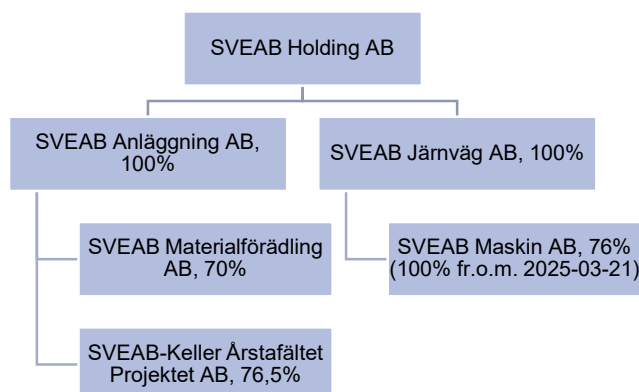 SVEAB Holding AB
SVEAB Anläggning AB,
100%
SVEAB Järnväg AB, 100%
SVEAB Materialförädling
AB, 70%
SVEAB Maskin AB, 76%
(100% fr.o.m. 2025-03-21)
SVEAB-Keller Årstafältet
Projektet AB, 76,5%